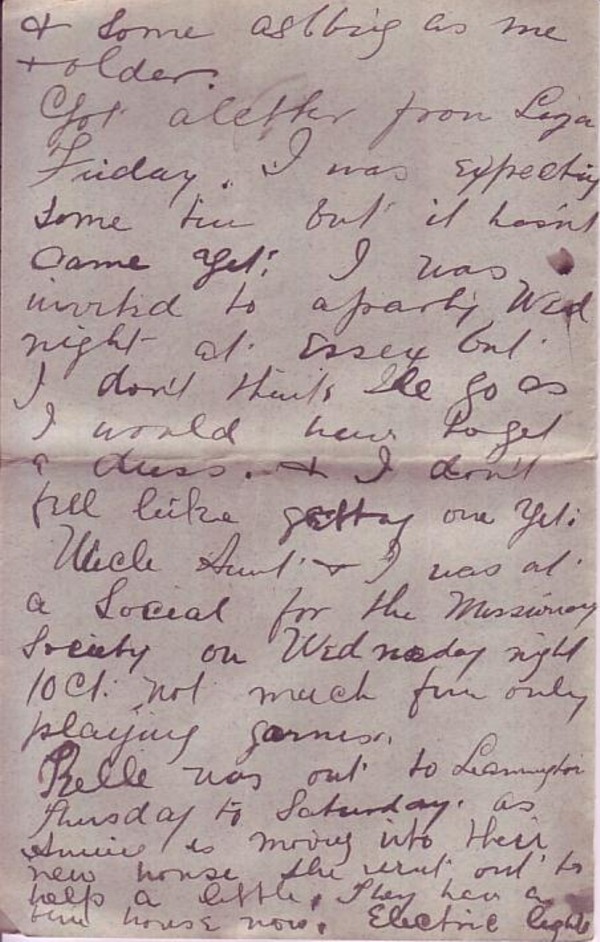 & some as big as me
& older.
Got a letter from Liza
Friday. I was expecting
some time but it hasnt
came yet. I was
invited to a party Wed
night at Essex but
I don't think Ile go as
I would have to get
a dress. & I don't
fell like getting one yet.
Uncle Aunt & I was at
a Social for the Missionary
Society on Wednesday night
10 Ct. not much fun only
playing games.
Belle was out to Leamington
Thursday to Saturday. as
Annie is moving into their
new house she went out to
help a little, They have a
fine house now. Electric lights